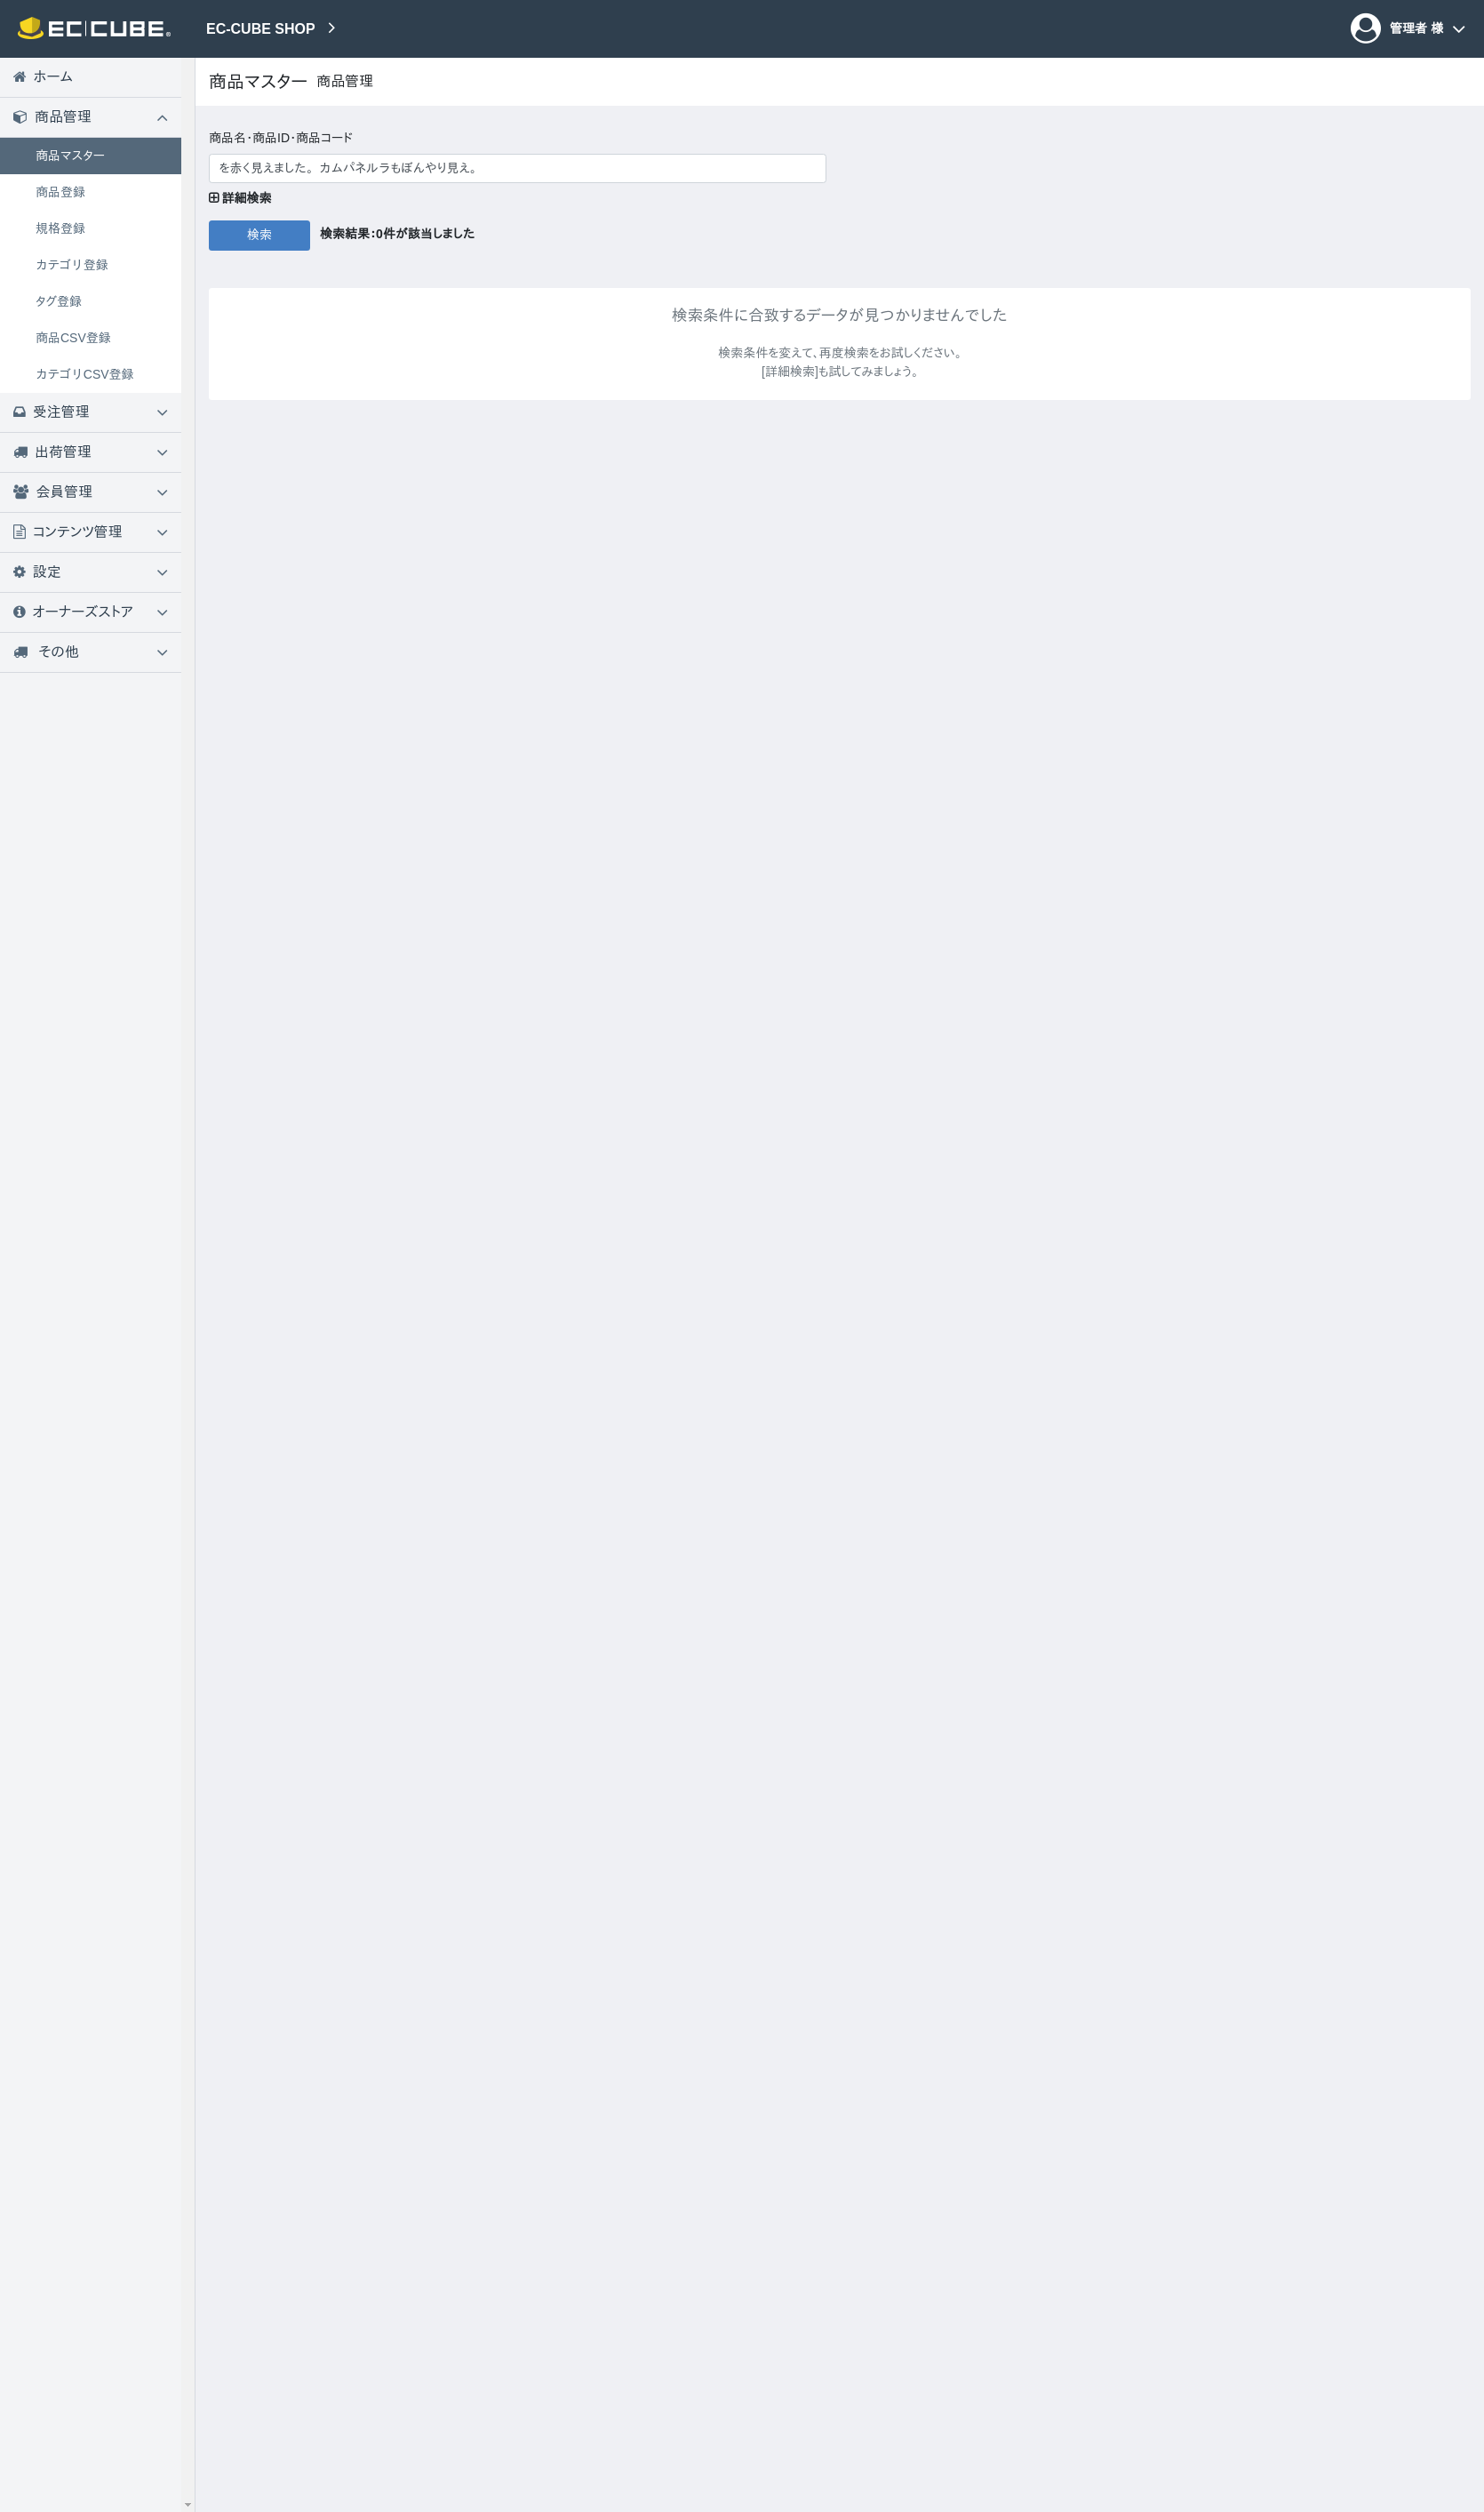 EC CUBE®
EC-CUBE SHOP
管理者 様
ホーム
商品マスター 商品管理
商品管理
商品マスター
商品登録
規格登録
カテゴリ登録
タグ登録
商品CSV登録
カテゴリCSV登録
受注管理
出荷管理
会員管理
コンテンツ管理
設定
オーナーズストア
その他
商品名・商品ID・商品コード
を赤く見えました。 カムパネルラもぼんやり見え。
詳細検索
検索 検索結果：0件が該当しました
検索条件に合致するデータが見つかりませんでした
検索条件を変えて、再度検索をお試しください。
[詳細検索]も試してみましょう。